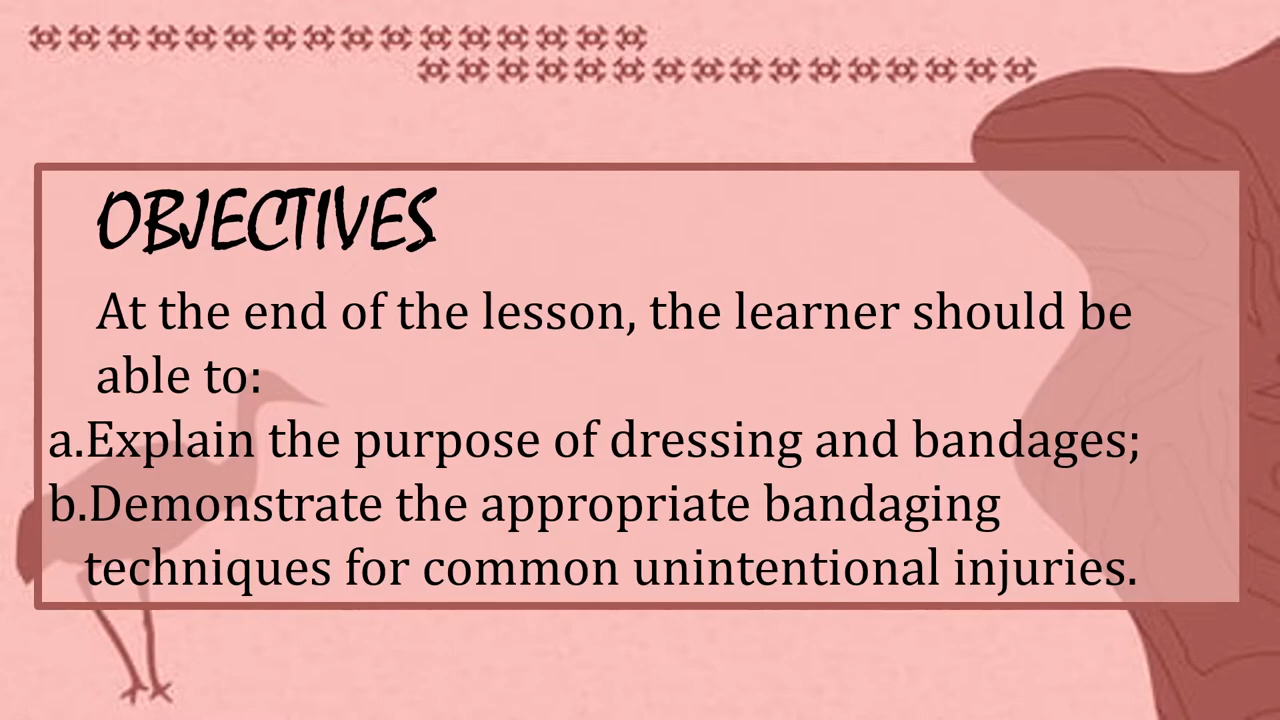 OBJECTIVES
At the end of the lesson, the learner should be
able to:
a.Explain the purpose of dressing and bandages;
b.Demonstrate the appropriate bandaging
techniques for common unintentional injuries.